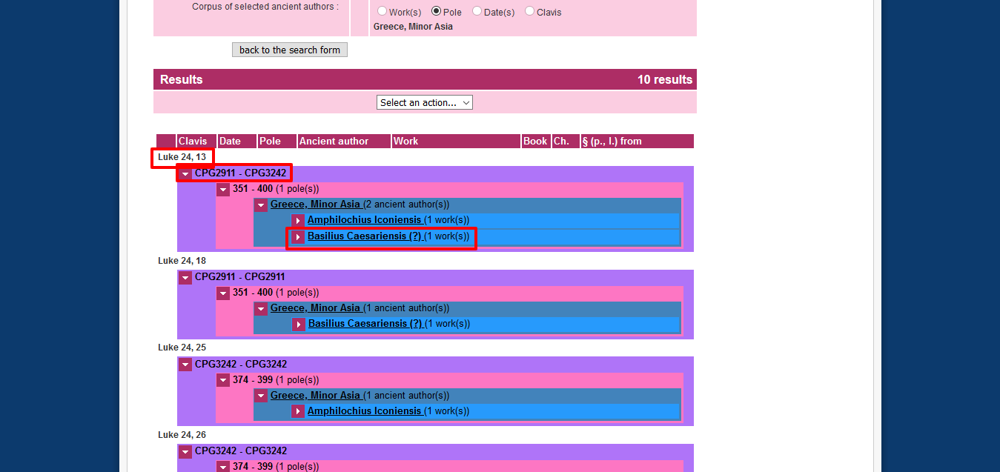 Corpus of selected ancient authors :
Work(s) Pole Date(s) Clavis
Greece, Minor Asia
back to the search form
Results 10 results
Select an action...
Clavis Date Pole Ancient author Work Book Ch. § (p., l.) from
Luke 24, 13
CPG2911 - CPG3242
351 - 400 (1 pole(s))
Greece, Minor Asia (2 ancient author(s))
Amphilochius Iconiensis (1 work(s))
Basilius Caesariensis (?) (1 work(s))
Luke 24, 18
CPG2911 - CPG2911
351 - 400 (1 pole(s))
Greece, Minor Asia (1 ancient author(s))
Basilius Caesariensis (?) (1 work(s))
Luke 24, 25
CPG3242 - CPG3242
374 - 399 (1 pole(s))
Greece, Minor Asia (1 ancient author(s))
Amphilochius Iconiensis (1 work(s))
Luke 24, 26
CPG3242 - CPG3242
374 - 399 (1 pole(s))